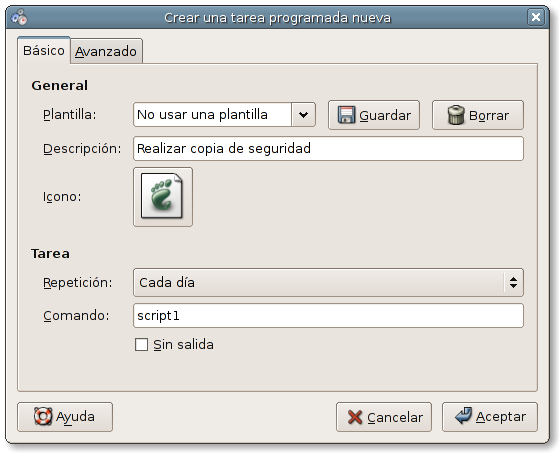 Crear una tarea programada nueva
Básico Avanzado
General
Plantilla: No usar una plantilla Guardar Borrar
Descripción: Realizar copia de seguridad
Icono:
Tarea
Repetición: Cada día
Comando: script1
Sin salida
Ayuda Cancelar Aceptar